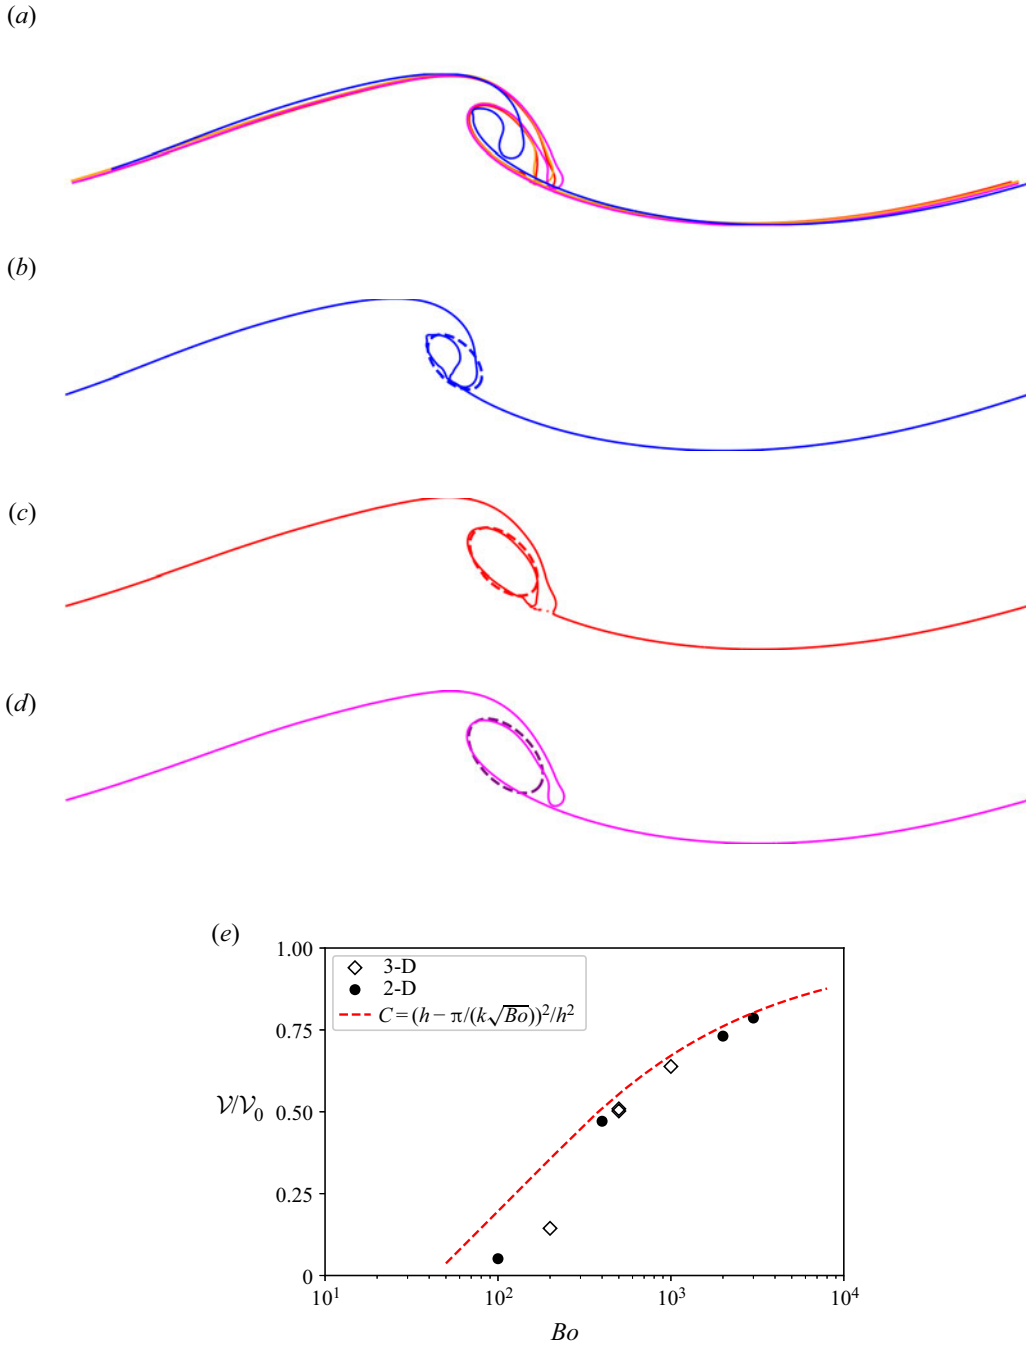 (a)
(b)
(c)
(d)
(e)
1.00
3-D
2-D
C = (h − π/(k√Bo))²/h²
0.75
𝒱/𝒱₀
0.50
0.25
0
10¹ 10² 10³ 10⁴
Bo